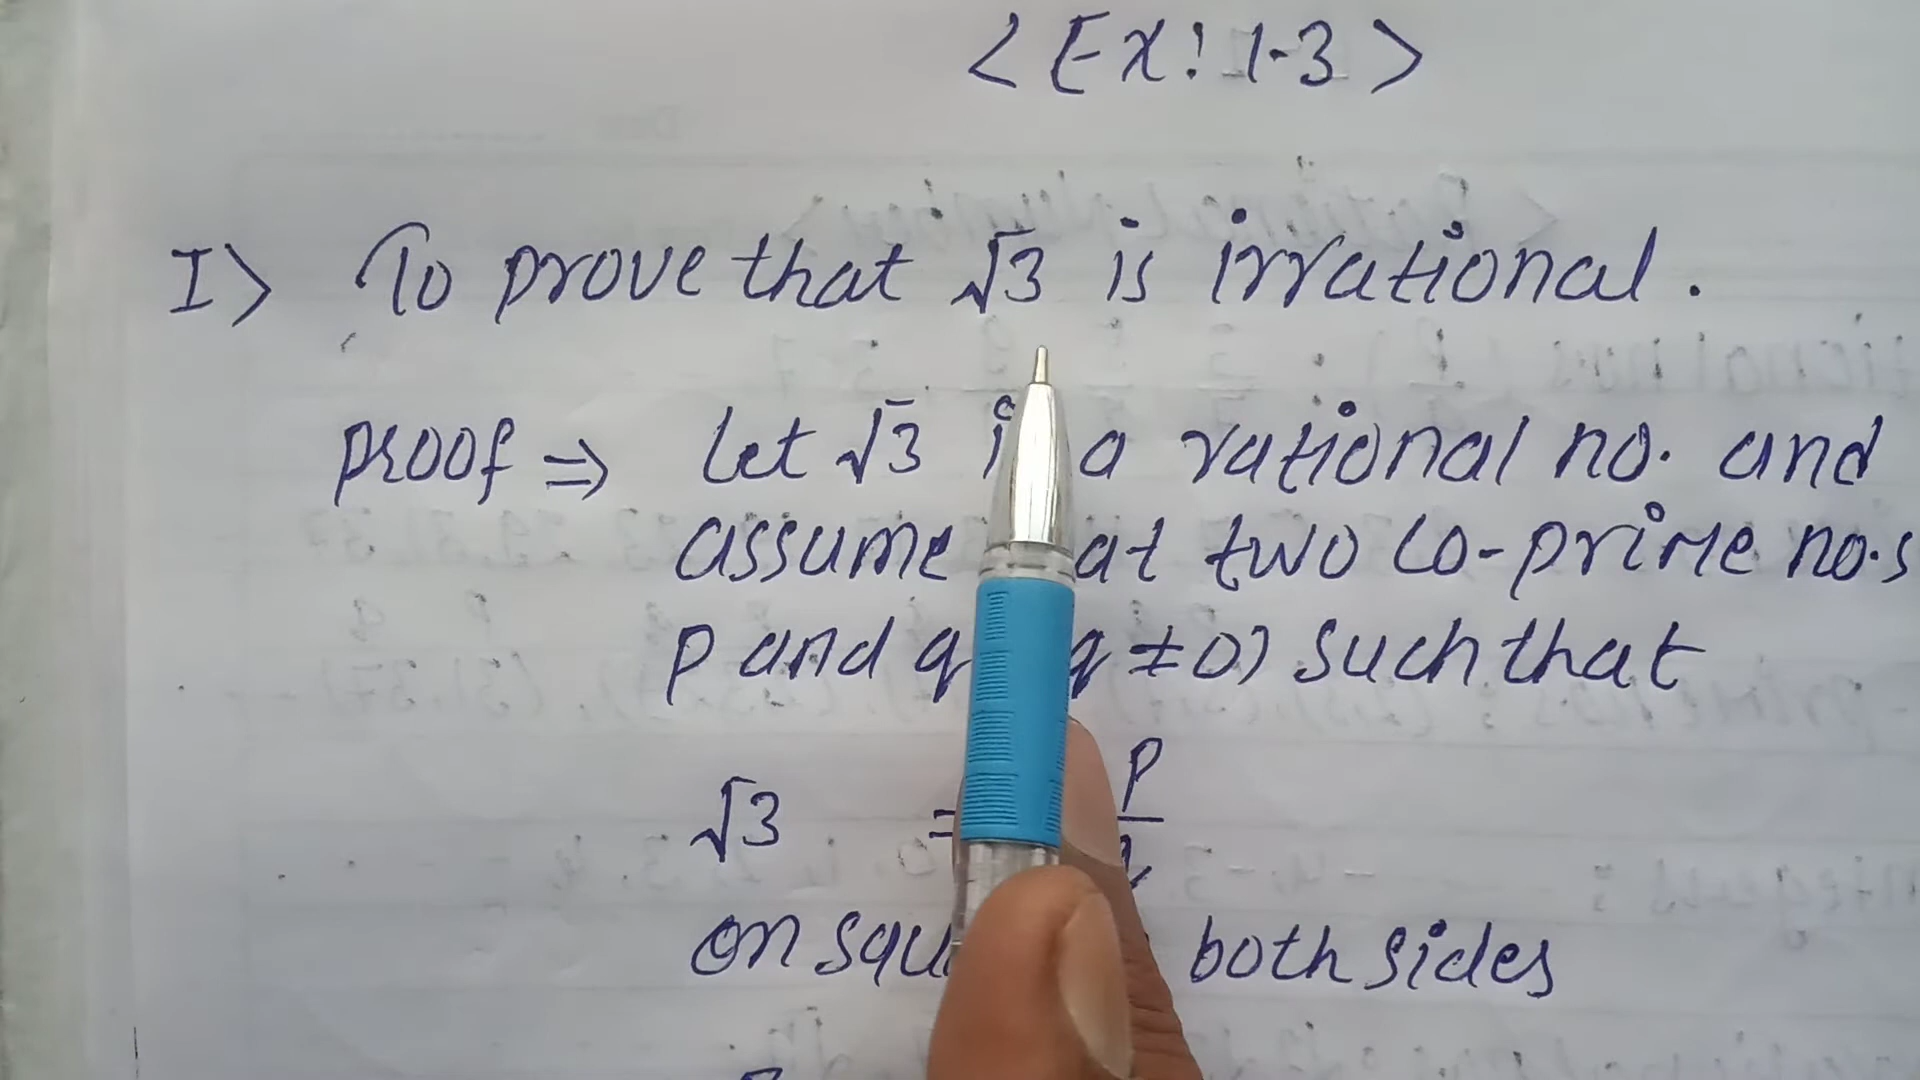 <Ex: 1.3>
I> To prove that √3 is irrational.
proof ⇒ Let √3 a rational no. and
assume two co-prime no.s
p and q q ≠ 0) such that
√3 = p
on both sides